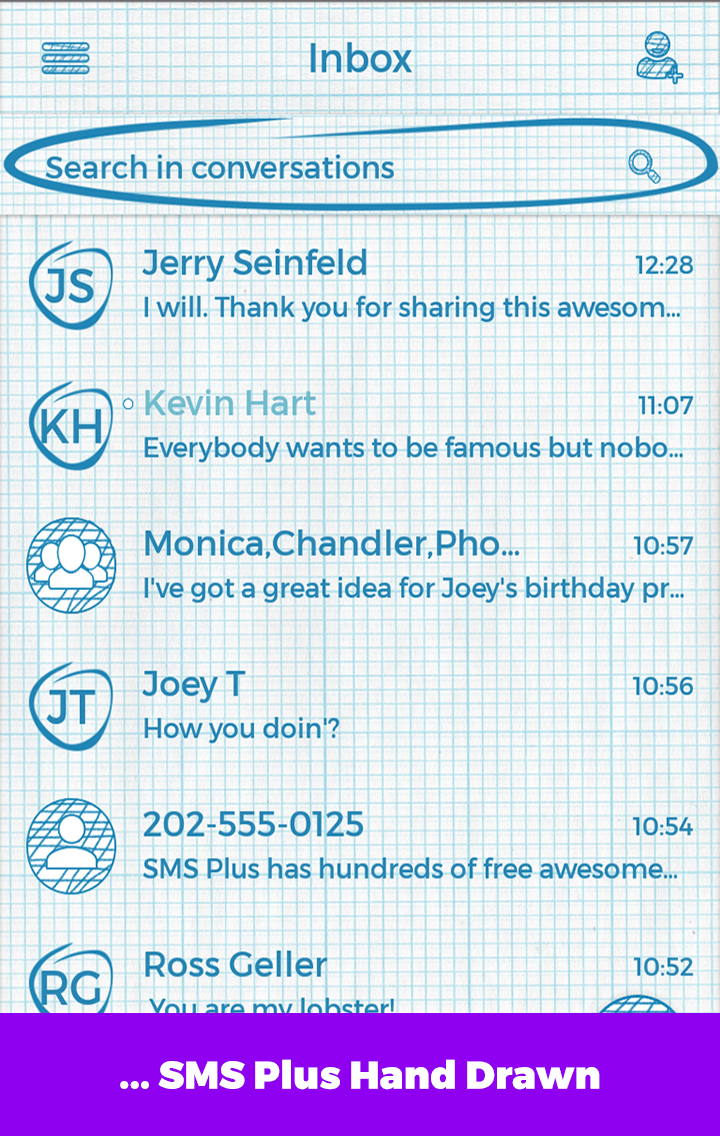 Inbox
Search in conversations
JS
Jerry Seinfeld
12:28
I will. Thank you for sharing this awesom...
KH
Kevin Hart
11:07
Everybody wants to be famous but nobo...
Monica,Chandler,Pho...
10:57
I've got a great idea for Joey's birthday pr...
JT
Joey T
10:56
How you doin'?
202-555-0125
10:54
SMS Plus has hundreds of free awesome...
RG
Ross Geller
10:52
You are my lobster!
... SMS Plus Hand Drawn